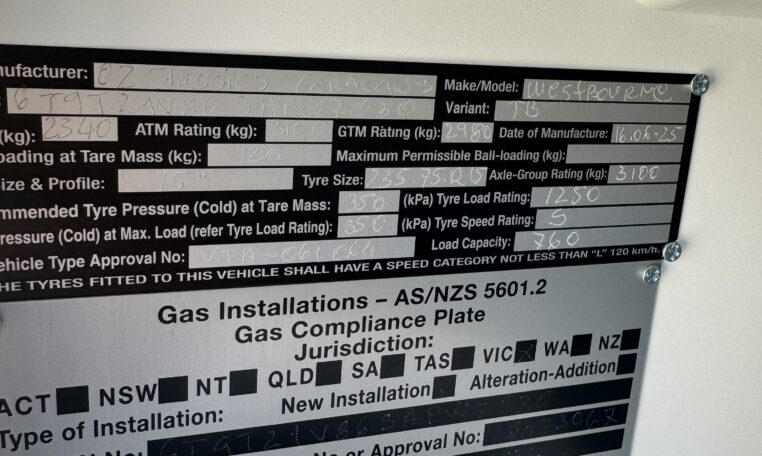 nufacturer: OZ Classics CARAVANS Make/Model: WESTBOURNE
Variant: TB
(kg): 2340 ATM Rating (kg): 3100 GTM Rating (kg): 2980 Date of Manufacture: 16.06.25
oading at Tare Mass (kg): 120 Maximum Permissible Ball-loading (kg):
ize & Profile: 15" Tyre Size: 235.75.R15 Axle-Group Rating (kg): 3100
mmended Tyre Pressure (Cold) at Tare Mass: 350 (kPa) Tyre Load Rating: 1250
ressure (Cold) at Max. Load (refer Tyre Load Rating): 350 (kPa) Tyre Speed Rating: S
ehicle Type Approval No: VTA-061064 Load Capacity: 760
HE TYRES FITTED TO THIS VEHICLE SHALL HAVE A SPEED CATEGORY NOT LESS THAN "L" 120 km/h.
Gas Installations – AS/NZS 5601.2
Gas Compliance Plate
Jurisdiction:
ACT NSW NT QLD SA TAS VIC WA NZ
Type of Installation: New Installation Alteration-Addition
No or Approval No: